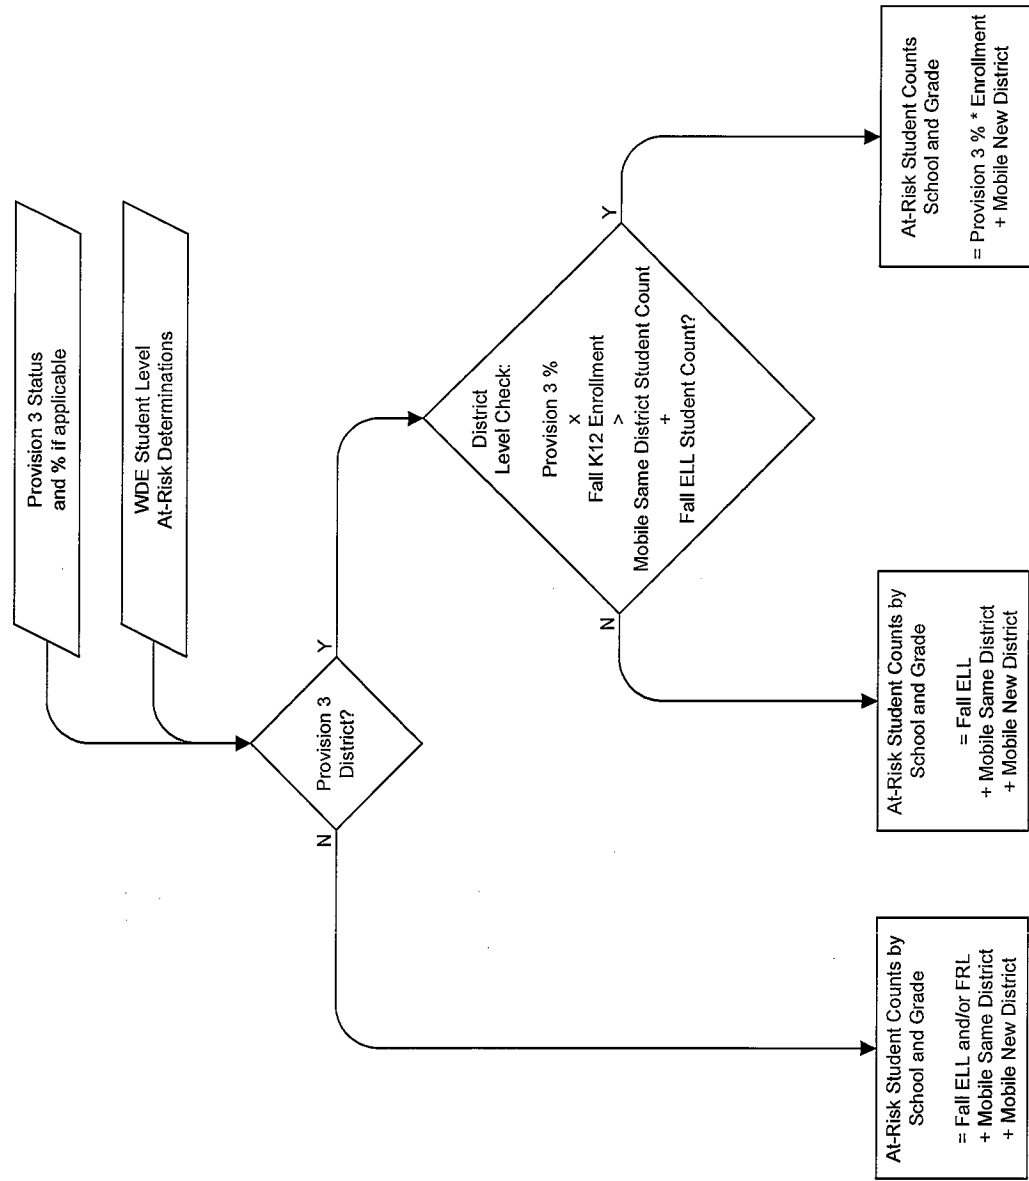 Provision 3 Status
and % if applicable
WDE Student Level
At-Risk Determinations
Provision 3
District?
N
Y
District
Level Check:
Provision 3 %
x
Fall K12 Enrollment
>
Mobile Same District Student Count
+
Fall ELL Student Count?
N
Y
At-Risk Student Counts by
School and Grade
= Fall ELL and/or FRL
+ Mobile Same District
+ Mobile New District
At-Risk Student Counts by
School and Grade
= Fall ELL
+ Mobile Same District
+ Mobile New District
At-Risk Student Counts
School and Grade
= Provision 3 % * Enrollment
+ Mobile New District